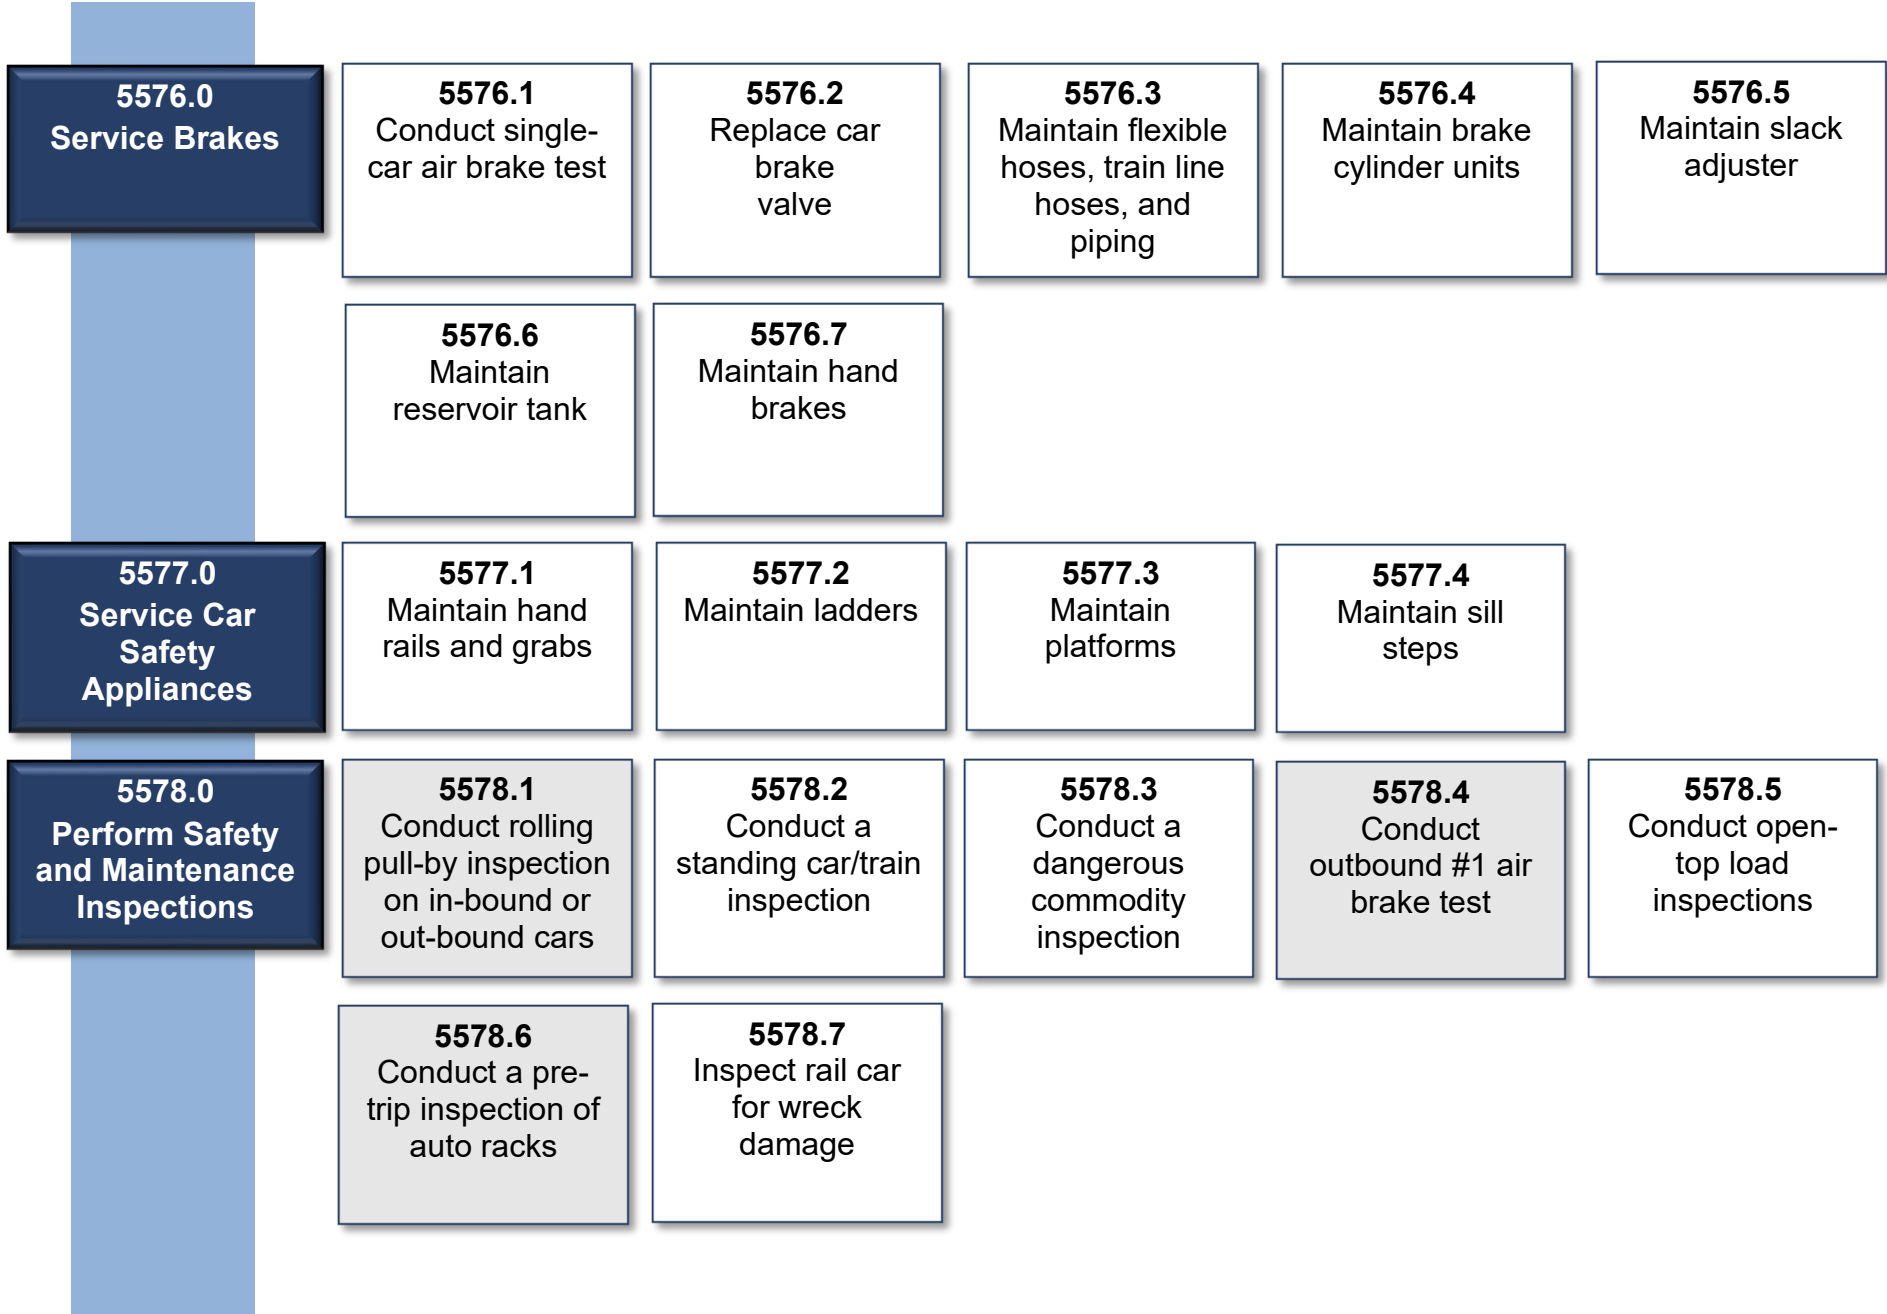 5576.0
Service Brakes
5576.1
Conduct single-
car air brake test
5576.2
Replace car
brake
valve
5576.3
Maintain flexible
hoses, train line
hoses, and
piping
5576.4
Maintain brake
cylinder units
5576.5
Maintain slack
adjuster
5576.6
Maintain
reservoir tank
5576.7
Maintain hand
brakes
5577.0
Service Car
Safety
Appliances
5577.1
Maintain hand
rails and grabs
5577.2
Maintain ladders
5577.3
Maintain
platforms
5577.4
Maintain sill
steps
5578.0
Perform Safety
and Maintenance
Inspections
5578.1
Conduct rolling
pull-by inspection
on in-bound or
out-bound cars
5578.2
Conduct a
standing car/train
inspection
5578.3
Conduct a
dangerous
commodity
inspection
5578.4
Conduct
outbound #1 air
brake test
5578.5
Conduct open-
top load
inspections
5578.6
Conduct a pre-
trip inspection of
auto racks
5578.7
Inspect rail car
for wreck
damage